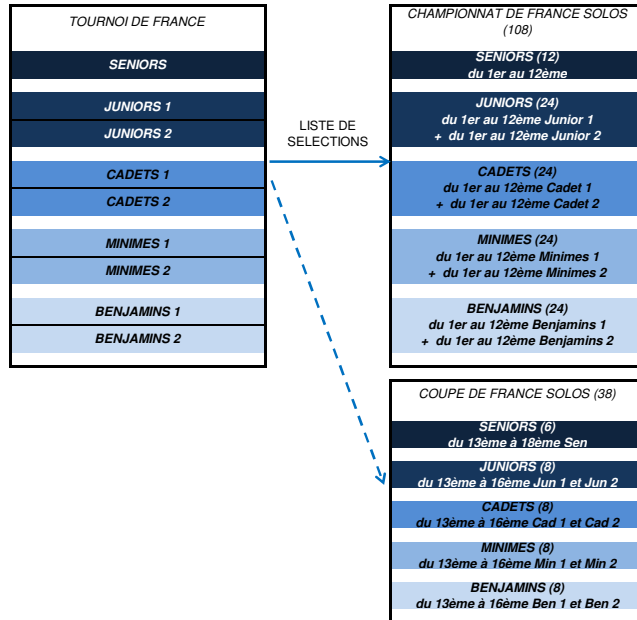 TOURNOI DE FRANCE
SENIORS
JUNIORS 1
JUNIORS 2
CADETS 1
CADETS 2
MINIMES 1
MINIMES 2
BENJAMINS 1
BENJAMINS 2
LISTE DE
SELECTIONS
CHAMPIONNAT DE FRANCE SOLOS
(108)
SENIORS (12)
du 1er au 12ème
JUNIORS (24)
du 1er au 12ème Junior 1
+ du 1er au 12ème Junior 2
CADETS (24)
du 1er au 12ème Cadet 1
+ du 1er au 12ème Cadet 2
MINIMES (24)
du 1er au 12ème Minimes 1
+ du 1er au 12ème Minimes 2
BENJAMINS (24)
du 1er au 12ème Benjamins 1
+ du 1er au 12ème Benjamins 2
COUPE DE FRANCE SOLOS (38)
SENIORS (6)
du 13ème à 18ème Sen
JUNIORS (8)
du 13ème à 16ème Jun 1 et Jun 2
CADETS (8)
du 13ème à 16ème Cad 1 et Cad 2
MINIMES (8)
du 13ème à 16ème Min 1 et Min 2
BENJAMINS (8)
du 13ème à 16ème Ben 1 et Ben 2